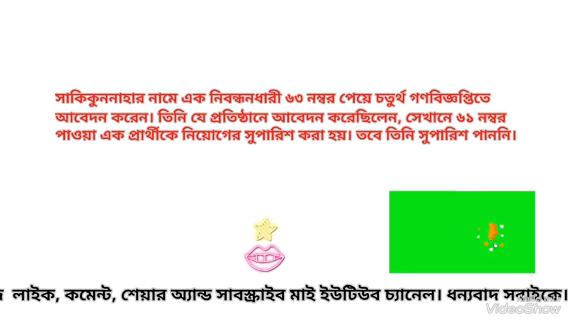 সাকিকুননাহার নামে এক নিবন্ধনধারী ৬৩ নম্বর পেয়ে চতুর্থ গণবিজ্ঞপ্তিতে
আবেদন করেন। তিনি যে প্রতিষ্ঠানে আবেদন করেছিলেন, সেখানে ৬১ নম্বর
পাওয়া এক প্রার্থীকে নিয়োগের সুপারিশ করা হয়। তবে তিনি সুপারিশ পাননি।
লাইক, কমেন্ট, শেয়ার অ্যান্ড সাবস্ক্রাইব মাই ইউটিউব চ্যানেল। ধন্যবাদ সবাইকে।
VideoShow